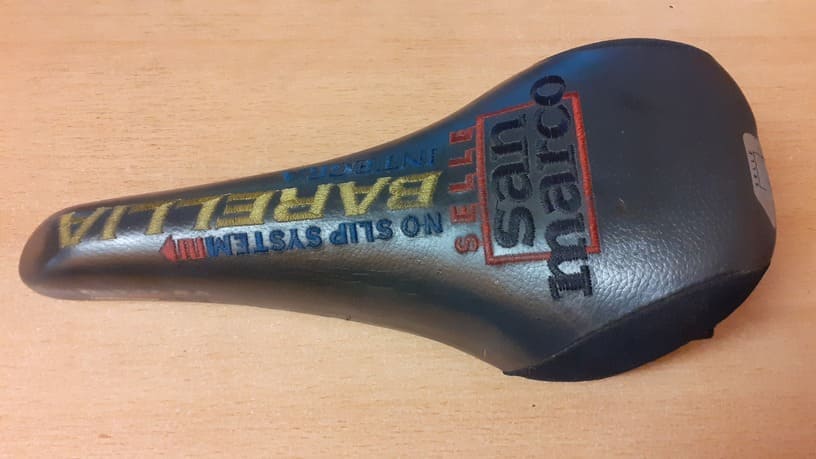 SELLE
san
marco
NO SLIP SYSTEM
BARELLIA
INTEGRA